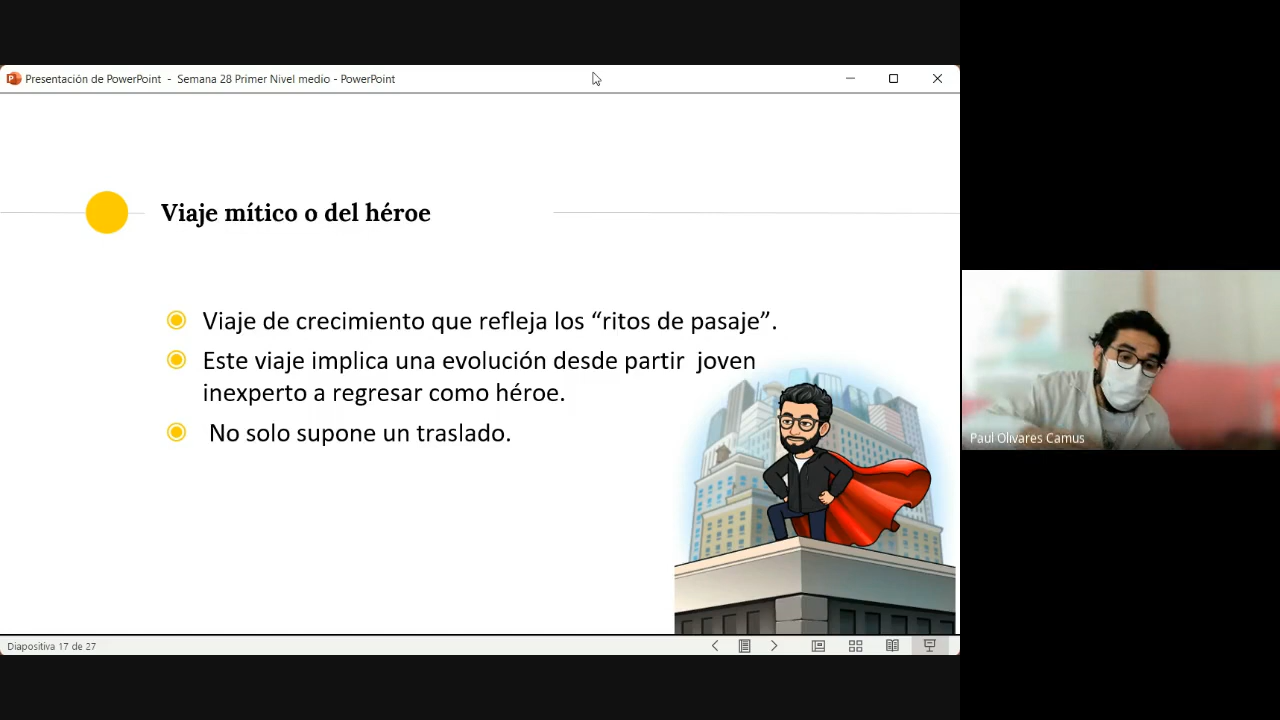 Presentación de PowerPoint - Semana 28 Primer Nivel medio - PowerPoint
Viaje mítico o del héroe
Viaje de crecimiento que refleja los “ritos de pasaje”.
Este viaje implica una evolución desde partir joven
inexperto a regresar como héroe.
No solo supone un traslado.
Paul Olivares Camus
Diapositiva 17 de 27